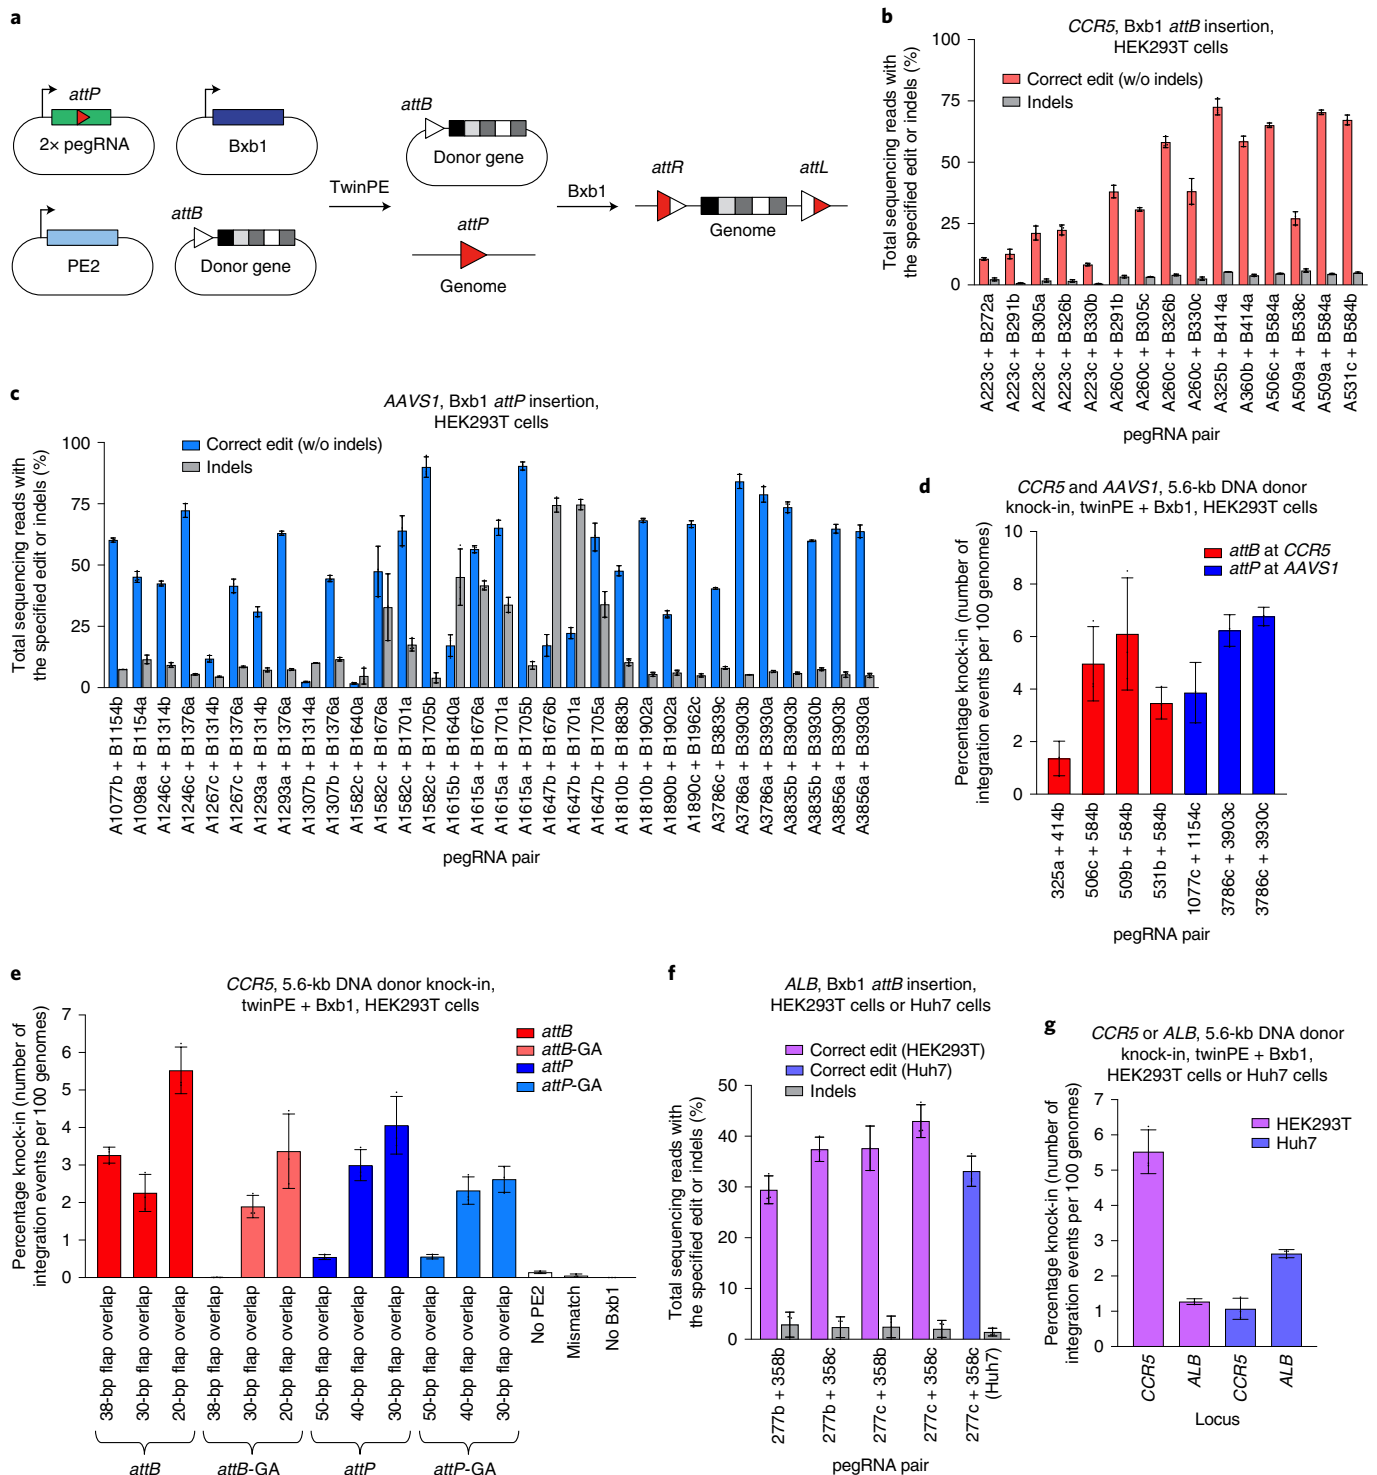 a
attP
2× pegRNA
Bxb1
PE2
attB
Donor gene
TwinPE
attB
Donor gene
attP
Genome
Bxb1
attR
attL
Genome
b
CCR5, Bxb1 attB insertion,
HEK293T cells
Correct edit (w/o indels)
Indels
Total sequencing reads with
the specified edit or indels (%)
100
75
50
25
0
A223c + B272a
A223c + B291b
A223c + B305a
A223c + B326b
A223c + B330b
A260c + B291b
A260c + B305c
A260c + B326b
A260c + B330c
A325b + B414a
A360b + B414a
A506c + B584a
A509a + B538c
A509a + B584a
A531c + B584b
pegRNA pair
c
AAVS1, Bxb1 attP insertion,
HEK293T cells
Correct edit (w/o indels)
Indels
Total sequencing reads with
the specified edit or indels (%)
100
75
50
25
0
A1077b + B1154b
A1098a + B1154a
A1246c + B1314b
A1246c + B1376a
A1267c + B1314b
A1267c + B1376a
A1293a + B1314b
A1293a + B1376a
A1307b + B1314a
A1307b + B1376a
A1582c + B1640a
A1582c + B1676a
A1582c + B1701a
A1582c + B1705b
A1615b + B1640a
A1615a + B1676a
A1615a + B1701a
A1615a + B1705b
A1647b + B1676b
A1647b + B1701a
A1647b + B1705a
A1810b + B1883b
A1810b + B1902a
A1890b + B1902a
A1890c + B1962c
A3786c + B3839c
A3786a + B3903b
A3786a + B3930a
A3835b + B3903b
A3835b + B3930b
A3856a + B3903b
A3856a + B3930a
pegRNA pair
d
CCR5 and AAVS1, 5.6-kb DNA donor
knock-in, twinPE + Bxb1, HEK293T cells
attB at CCR5
attP at AAVS1
Percentage knock-in (number of
integration events per 100 genomes)
10
8
6
4
2
0
325a + 414b
506c + 584b
509b + 584b
531b + 584b
1077c + 1154c
3786c + 3903c
3786c + 3930c
pegRNA pair
e
CCR5, 5.6-kb DNA donor knock-in,
twinPE + Bxb1, HEK293T cells
attB
attB-GA
attP
attP-GA
Percentage knock-in (number of
integration events per 100 genomes)
7
6
5
4
3
2
1
0
38-bp flap overlap
30-bp flap overlap
20-bp flap overlap
38-bp flap overlap
30-bp flap overlap
20-bp flap overlap
50-bp flap overlap
40-bp flap overlap
30-bp flap overlap
50-bp flap overlap
40-bp flap overlap
30-bp flap overlap
No PE2
Mismatch
No Bxb1
attB
attB-GA
attP
attP-GA
f
ALB, Bxb1 attB insertion,
HEK293T cells or Huh7 cells
Correct edit (HEK293T)
Correct edit (Huh7)
Indels
Total sequencing reads with
the specified edit or indels (%)
50
40
30
20
10
0
277b + 358b
277b + 358c
277c + 358b
277c + 358c
277c + 358c
(Huh7)
pegRNA pair
g
CCR5 or ALB, 5.6-kb DNA donor
knock-in, twinPE + Bxb1,
HEK293T cells or Huh7 cells
HEK293T
Huh7
Percentage knock-in (number of
integration events per 100 genomes)
7
6
5
4
3
2
1
0
CCR5
ALB
CCR5
ALB
Locus